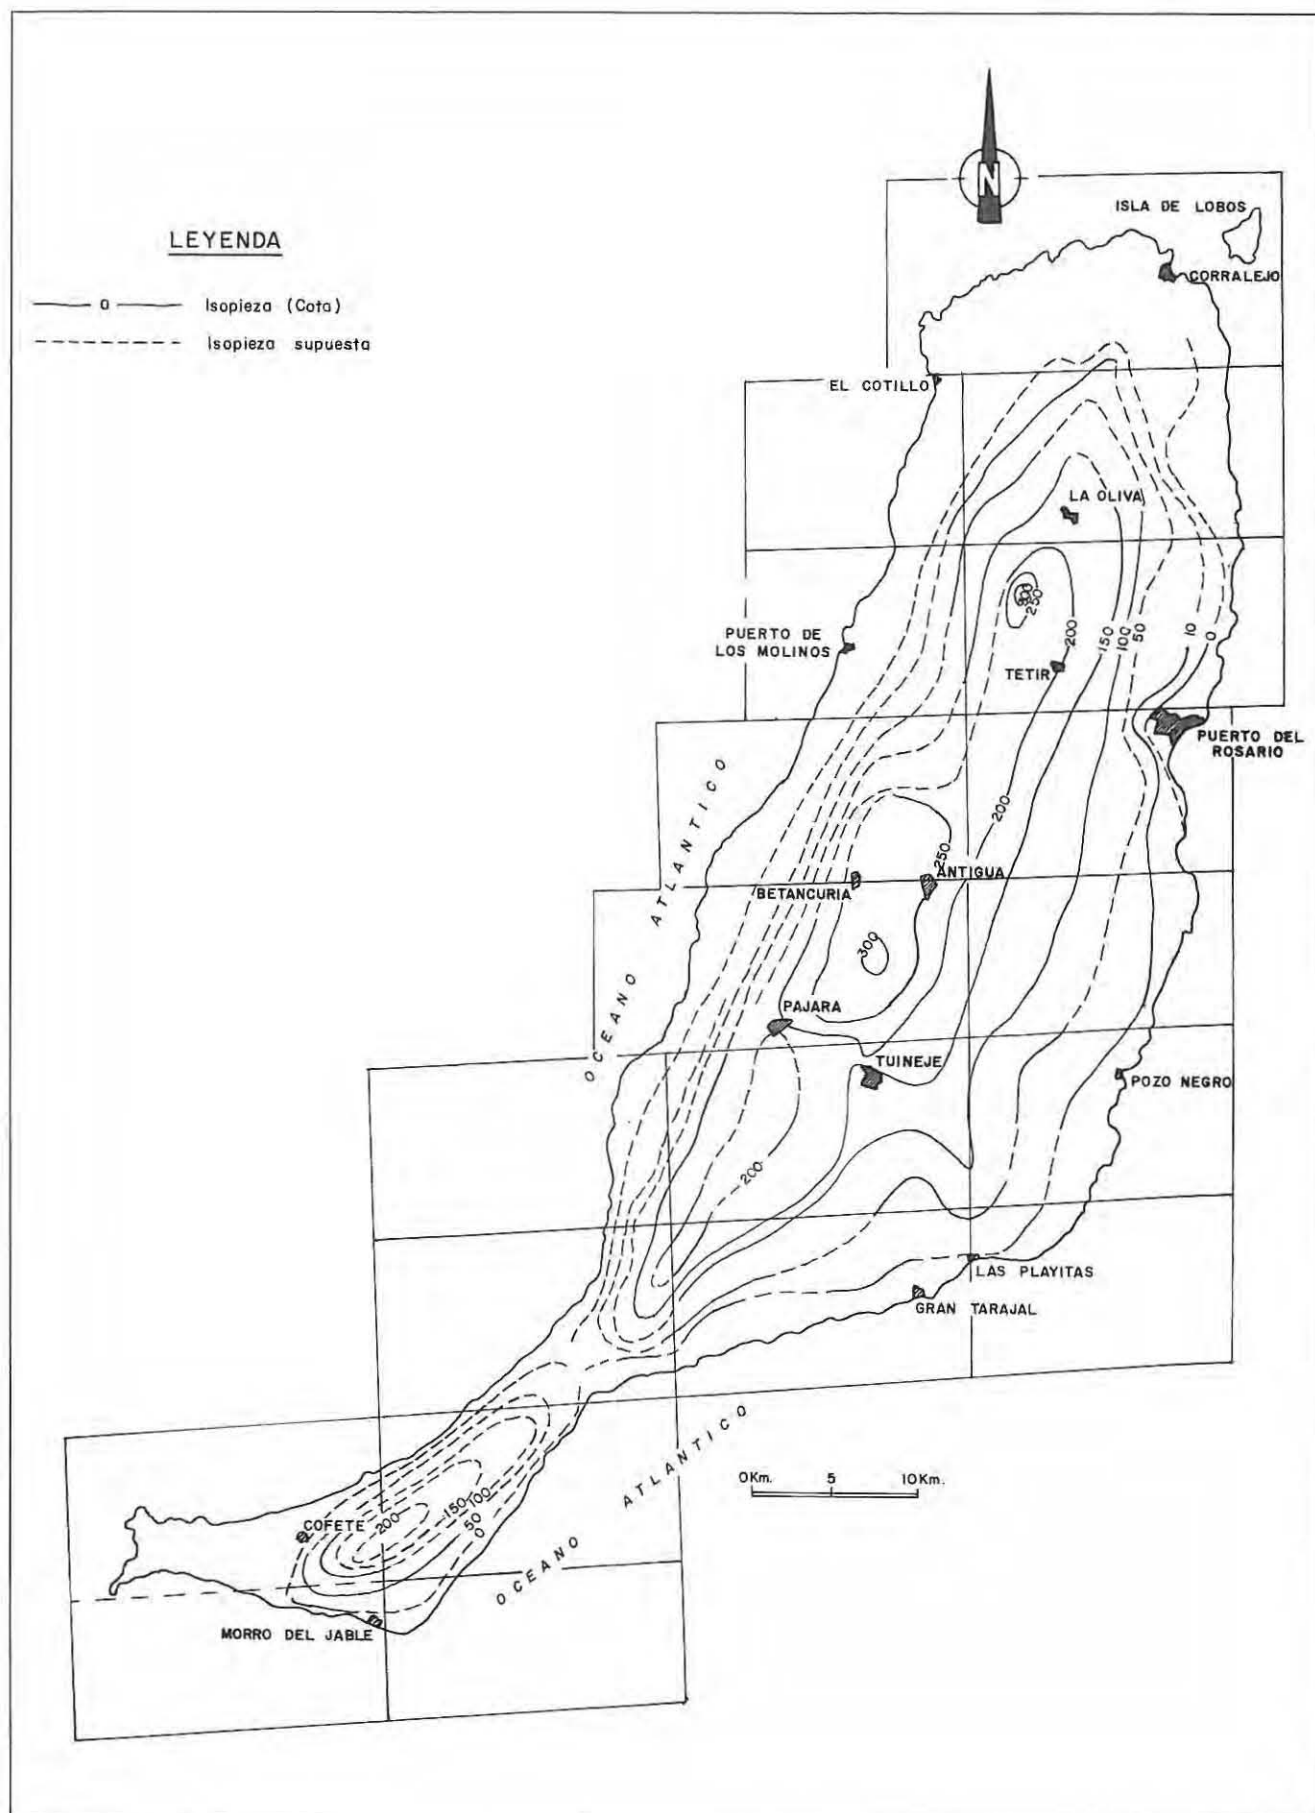 N
ISLA DE LOBOS
LEYENDA
CORRALEJO
0 Isopieza (Cota)
Isopieza supuesta
EL COTILLO
LA OLIVA
300
250
200
150
100
50
10
0
PUERTO DE
LOS MOLINOS
TETIR
PUERTO DEL
ROSARIO
OCEANO ATLANTICO
200
250
ANTIGUA
BETANCURIA
300
PAJARA
TUINEJE
POZO NEGRO
200
LAS PLAYITAS
GRAN TARAJAL
OCEANO ATLANTICO
0Km. 5 10Km.
COFETE
200
150
100
50
0
MORRO DEL JABLE